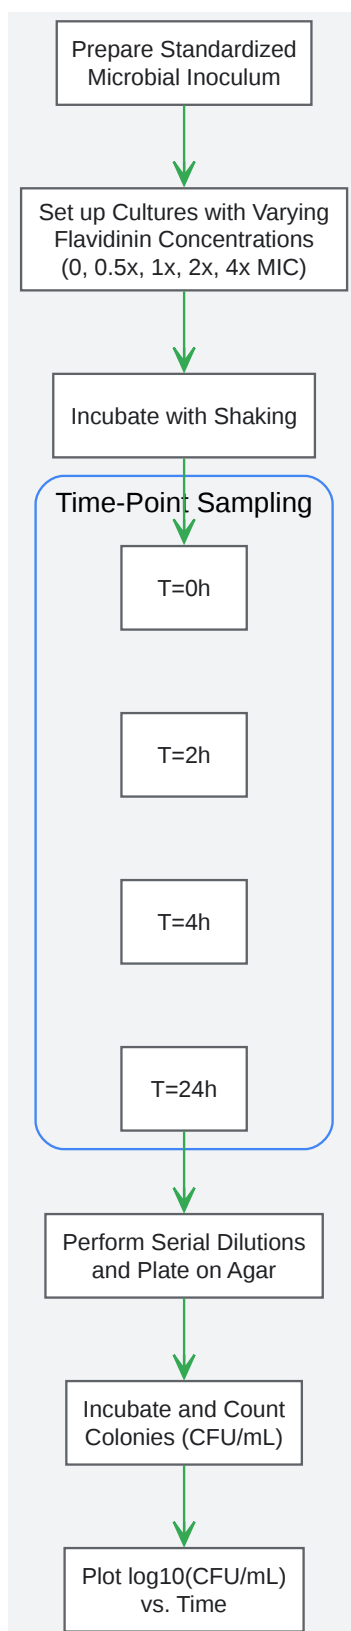 Prepare Standardized
Microbial Inoculum
Set up Cultures with Varying
Flavidinin Concentrations
(0, 0.5x, 1x, 2x, 4x MIC)
Incubate with Shaking
Time-Point Sampling
T=0h
T=2h
T=4h
T=24h
Perform Serial Dilutions
and Plate on Agar
Incubate and Count
Colonies (CFU/mL)
Plot log10(CFU/mL)
vs. Time